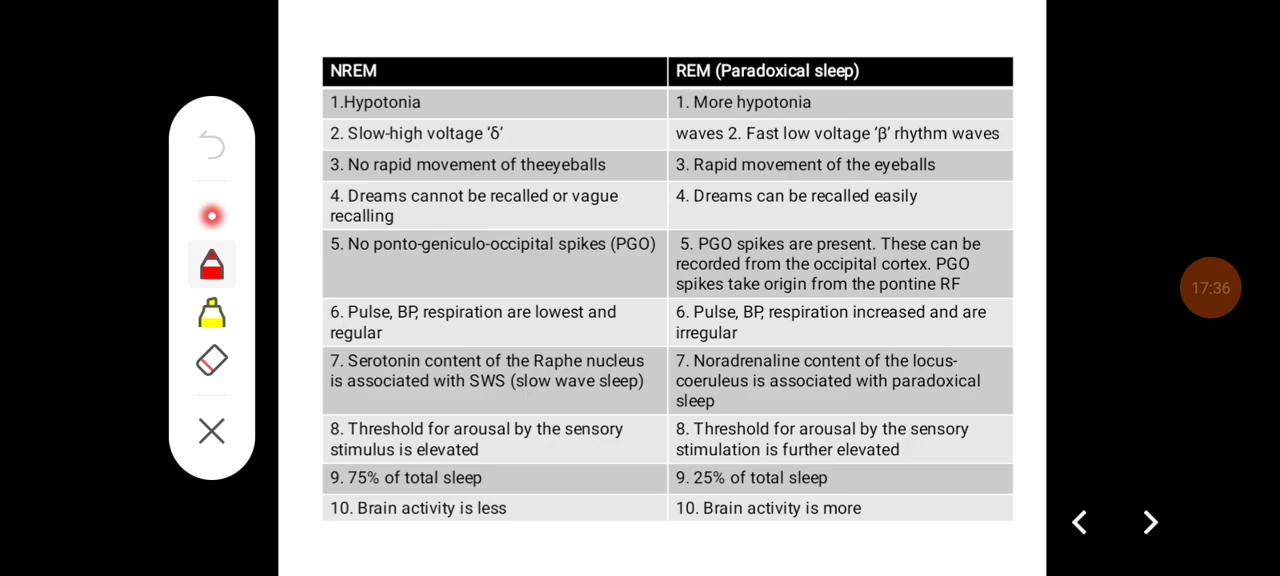 NREM
REM (Paradoxical sleep)
1.Hypotonia
1. More hypotonia
2. Slow-high voltage ‘δ’
waves 2. Fast low voltage ‘β’ rhythm waves
3. No rapid movement of theeyeballs
3. Rapid movement of the eyeballs
4. Dreams cannot be recalled or vague
recalling
4. Dreams can be recalled easily
5. No ponto-geniculo-occipital spikes (PGO)
5. PGO spikes are present. These can be
recorded from the occipital cortex. PGO
spikes take origin from the pontine RF
6. Pulse, BP, respiration are lowest and
regular
6. Pulse, BP, respiration increased and are
irregular
7. Serotonin content of the Raphe nucleus
is associated with SWS (slow wave sleep)
7. Noradrenaline content of the locus-
coeruleus is associated with paradoxical
sleep
8. Threshold for arousal by the sensory
stimulus is elevated
8. Threshold for arousal by the sensory
stimulation is further elevated
9. 75% of total sleep
9. 25% of total sleep
10. Brain activity is less
10. Brain activity is more
17:36